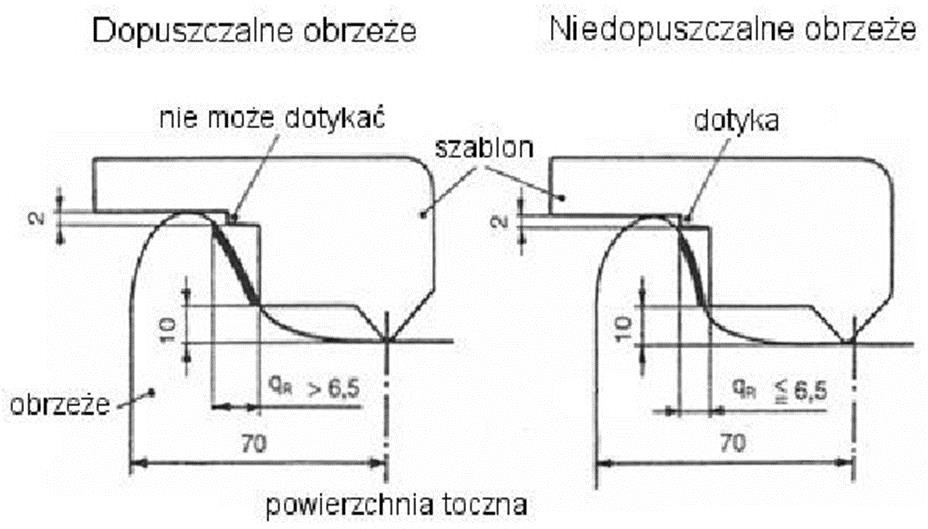 Dopuszczalne obrzeże
Niedopuszczalne obrzeże
nie może dotykać
dotyka
szablon
2
2
10
10
qR > 6,5
qR ≦ 6,5
obrzeże
70
70
powierzchnia toczna